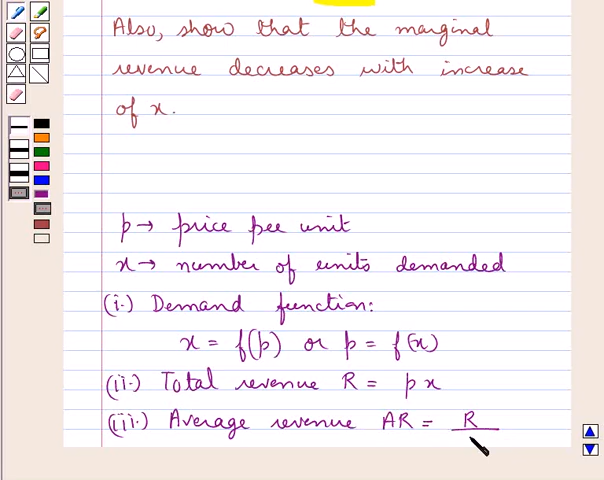 Also, show that the marginal
revenue decreases with increase
of x.
p → price per unit
x → number of units demanded
(i.) Demand function:
x = f(p) or p = f(x)
(ii.) Total revenue R = px
(iii.) Average revenue AR = R